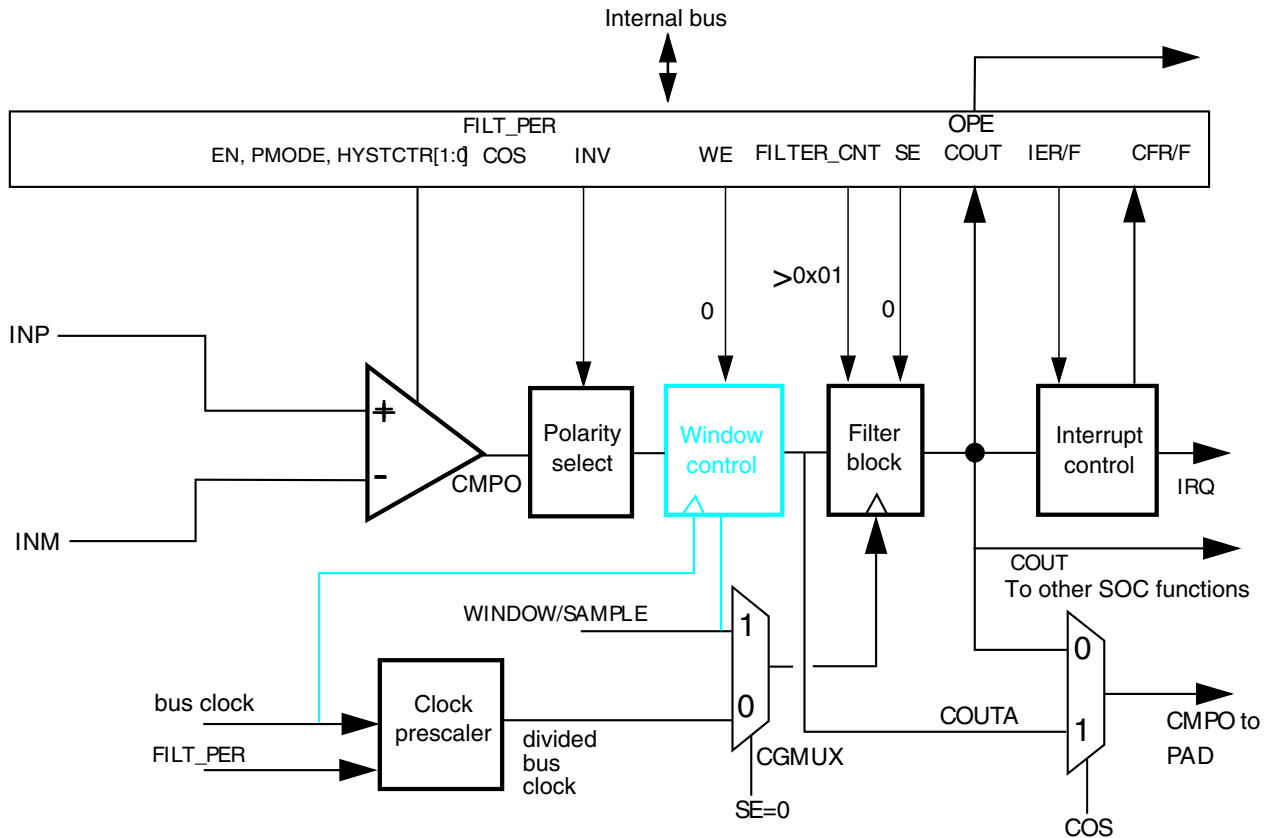 Internal bus
FILT_PER
OPE
EN, PMODE, HYSTCTR[1:0] COS INV WE FILTER_CNT SE COUT IER/F CFR/F
>0x01
0
0
INP
+
-
INM
CMPO
Polarity
select
Window
control
Filter
block
Interrupt
control
IRQ
COUT
To other SOC functions
WINDOW/SAMPLE
1
0
bus clock
FILT_PER
Clock
prescaler
divided
bus
clock
CGMUX
SE=0
COUTA
0
1
CMPO to
PAD
COS